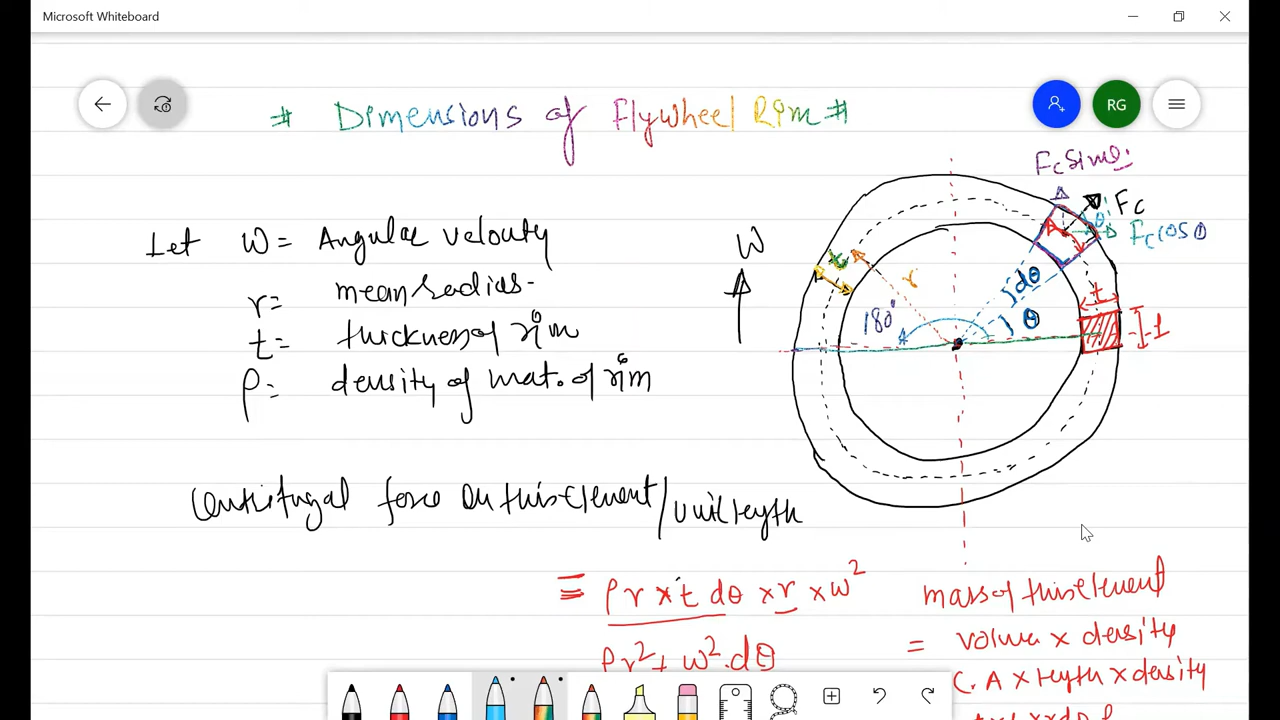 Microsoft Whiteboard
RG
# Dimensions of Flywheel Rim #
Let ω = Angular velocity
r = mean radius
t = thickness of rim
ρ = density of mat. of rim
ω
t
r
180°
dθ
θ
Fc sinθ
Fc
θ
Fc cosθ
t
1
Centrifugal force on this element/unit length
= ρr × t dθ × r × ω²
ρr²t ω².dθ
mass of this element
= volume × density
C.A × length × density